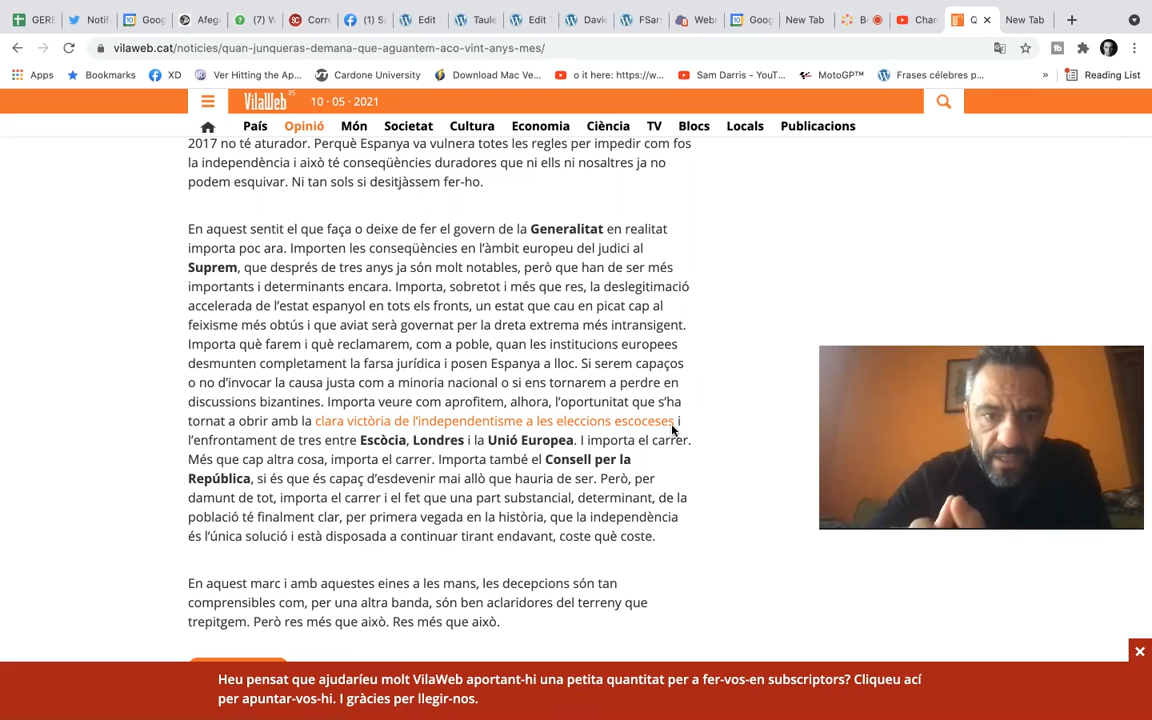 GERE
Notif
Goog
Afeg
(7) W
Corre
(1) Se
Edit
Taule
Edit
Davi
FSar
Web
Goog
New Tab
Be
Chan
Q
New Tab
vilaweb.cat/noticies/quan-junqueras-demana-que-aguantem-aco-vint-anys-mes/
Apps
Bookmarks
XD
Ver Hitting the Ap...
Cardone University
Download Mac Ve...
o it here: https://w...
Sam Darris - YouT...
MotoGP™
Frases célebres p...
»
Reading List
VilaWeb 25
10 · 05 · 2021
País
Opinió
Món
Societat
Cultura
Economia
Ciència
TV
Blocs
Locals
Publicacions
2017 no té aturador. Perquè Espanya va vulnera totes les regles per impedir com fos
la independència i això té conseqüències duradores que ni ells ni nosaltres ja no
podem esquivar. Ni tan sols si desitjàssem fer-ho.
En aquest sentit el que faça o deixe de fer el govern de la Generalitat en realitat
importa poc ara. Importen les conseqüències en l'àmbit europeu del judici al
Suprem, que després de tres anys ja són molt notables, però que han de ser més
importants i determinants encara. Importa, sobretot i més que res, la deslegitimació
accelerada de l'estat espanyol en tots els fronts, un estat que cau en picat cap al
feixisme més obtús i que aviat serà governat per la dreta extrema més intransigent.
Importa què farem i què reclamarem, com a poble, quan les institucions europees
desmunten completament la farsa jurídica i posen Espanya a lloc. Si serem capaços
o no d'invocar la causa justa com a minoria nacional o si ens tornarem a perdre en
discussions bizantines. Importa veure com aprofitem, alhora, l'oportunitat que s'ha
tornat a obrir amb la clara victòria de l'independentisme a les eleccions escoceses i
l'enfrontament de tres entre Escòcia, Londres i la Unió Europea. I importa el carrer.
Més que cap altra cosa, importa el carrer. Importa també el Consell per la
República, si és que és capaç d'esdevenir mai allò que hauria de ser. Però, per
damunt de tot, importa el carrer i el fet que una part substancial, determinant, de la
població té finalment clar, per primera vegada en la història, que la independència
és l'única solució i està disposada a continuar tirant endavant, coste què coste.
En aquest marc i amb aquestes eines a les mans, les decepcions són tan
comprensibles com, per una altra banda, són ben aclaridores del terreny que
trepitgem. Però res més que això. Res més que això.
Heu pensat que ajudaríeu molt VilaWeb aportant-hi una petita quantitat per a fer-vos-en subscriptors? Cliqueu ací
per apuntar-vos-hi. I gràcies per llegir-nos.